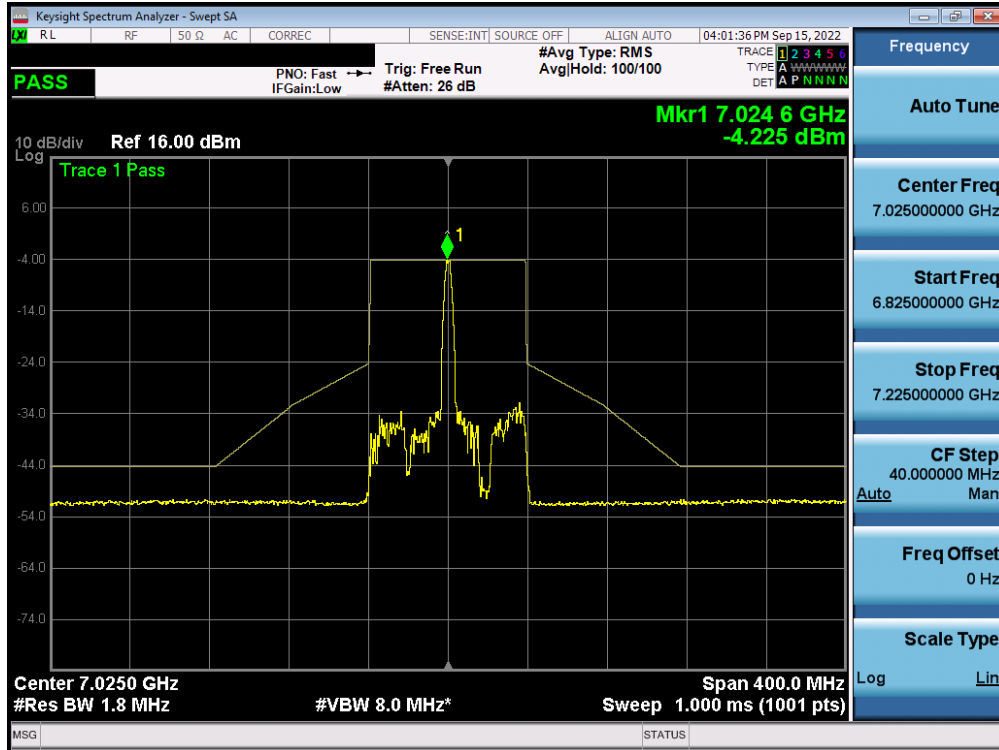 Keysight Spectrum Analyzer - Swept SA
LXI RL RF 50 Ω AC CORREC SENSE:INT SOURCE OFF ALIGN AUTO 04:01:36 PM Sep 15, 2022
PASS
PNO: Fast
IFGain:Low
Trig: Free Run
#Atten: 26 dB
#Avg Type: RMS
Avg|Hold: 100/100
TRACE 1 2 3 4 5 6
TYPE A WWWWW
DET A P N N N N
Mkr1 7.024 6 GHz
-4.225 dBm
10 dB/div Ref 16.00 dBm
Log
Trace 1 Pass
1
6.00
-4.00
-14.0
-24.0
-34.0
-44.0
-54.0
-64.0
-74.0
Center 7.0250 GHz Span 400.0 MHz
#Res BW 1.8 MHz #VBW 8.0 MHz* Sweep 1.000 ms (1001 pts)
MSG STATUS
Frequency
Auto Tune
Center Freq
7.025000000 GHz
Start Freq
6.825000000 GHz
Stop Freq
7.225000000 GHz
CF Step
40.000000 MHz
Auto Man
Freq Offset
0 Hz
Scale Type
Log Lin